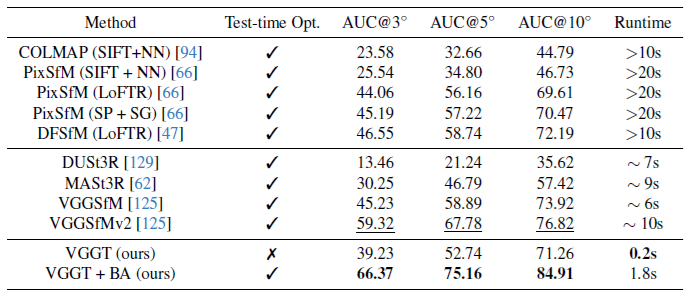 Method Test-time Opt. AUC@3° AUC@5° AUC@10° Runtime
COLMAP (SIFT+NN) [94] ✓ 23.58 32.66 44.79 >10s
PixSfM (SIFT + NN) [66] ✓ 25.54 34.80 46.73 >20s
PixSfM (LoFTR) [66] ✓ 44.06 56.16 69.61 >20s
PixSfM (SP + SG) [66] ✓ 45.19 57.22 70.47 >20s
DFSfM (LoFTR) [47] ✓ 46.55 58.74 72.19 >10s
DUSt3R [129] ✓ 13.46 21.24 35.62 ∼ 7s
MASt3R [62] ✓ 30.25 46.79 57.42 ∼ 9s
VGGSfM [125] ✓ 45.23 58.89 73.92 ∼ 6s
VGGSfMv2 [125] ✓ 59.32 67.78 76.82 ∼ 10s
VGGT (ours) ✗ 39.23 52.74 71.26 0.2s
VGGT + BA (ours) ✓ 66.37 75.16 84.91 1.8s